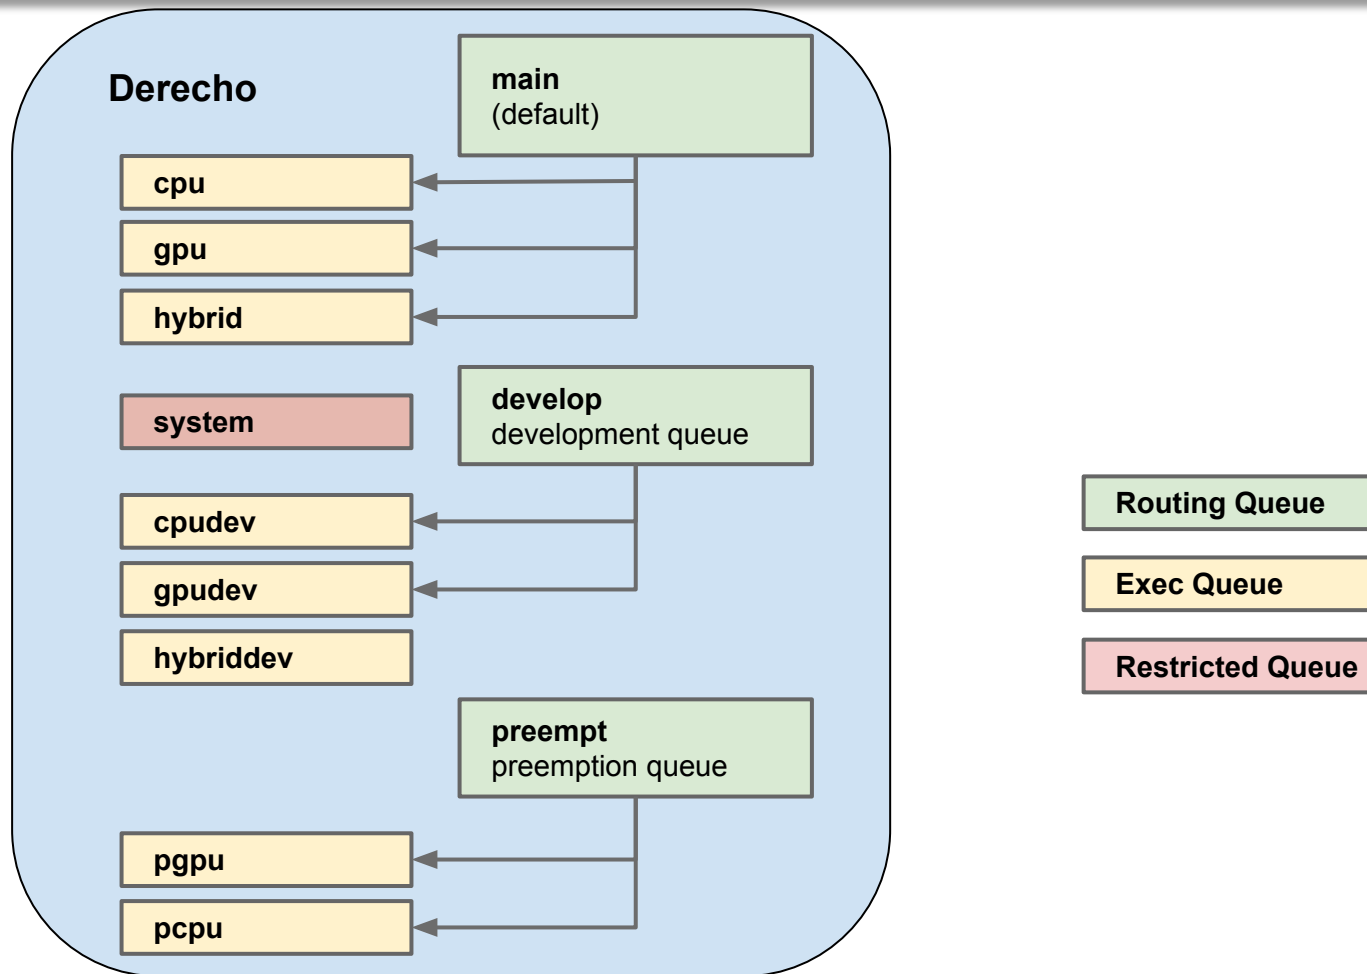 Derecho
main
(default)
cpu
gpu
hybrid
develop
development queue
system
cpudev
gpudev
hybriddev
preempt
preemption queue
pgpu
pcpu
Routing Queue
Exec Queue
Restricted Queue